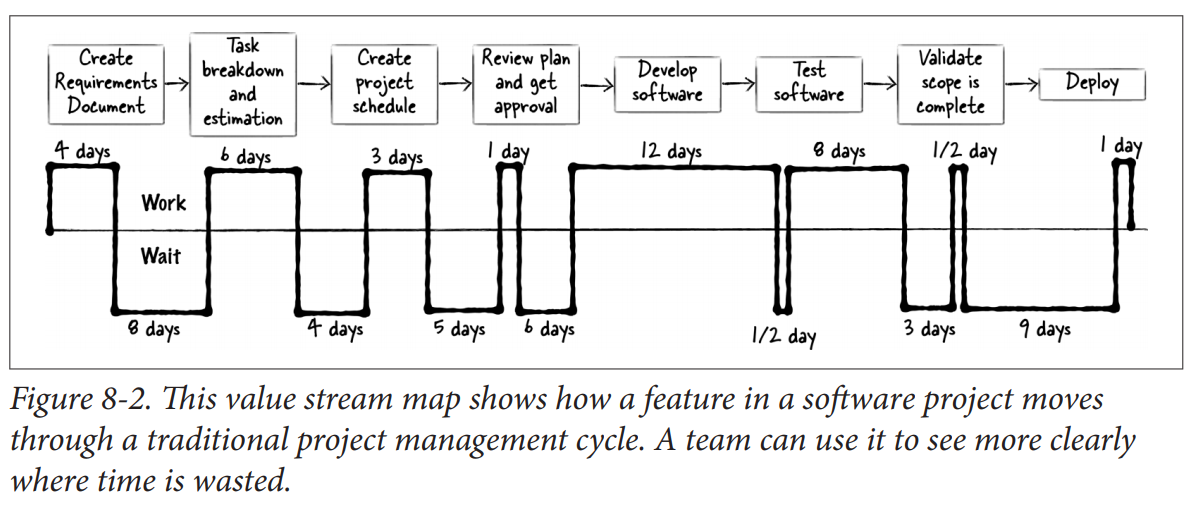 Create
Requirements
Document
Task
breakdown
and
estimation
Create
project
schedule
Review plan
and get
approval
Develop
software
Test
software
Validate
scope is
complete
Deploy
4 days
6 days
3 days
1 day
12 days
8 days
1/2 day
1 day
Work
Wait
8 days
4 days
5 days
6 days
1/2 day
3 days
9 days
Figure 8-2. This value stream map shows how a feature in a software project moves
through a traditional project management cycle. A team can use it to see more clearly
where time is wasted.